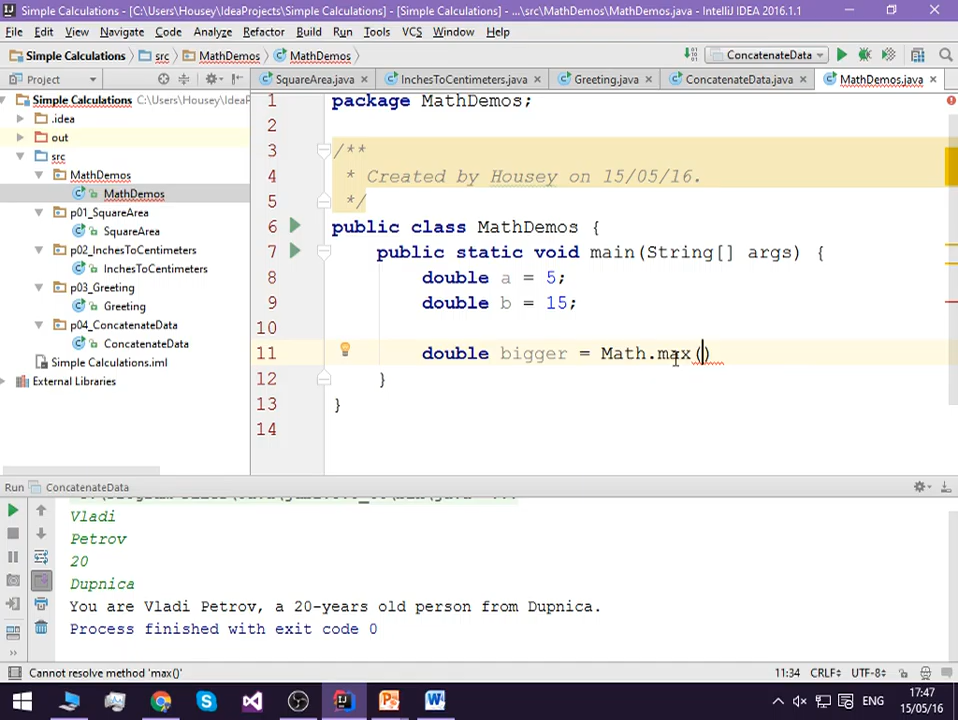 Simple Calculations - [C:\Users\Housey\IdeaProjects\Simple Calculations] - [Simple Calculations] - ...\src\MathDemos\MathDemos.java - IntelliJ IDEA 2016.1.1
File Edit View Navigate Code Analyze Refactor Build Run Tools VCS Window Help
Simple Calculations src MathDemos MathDemos ConcatenateData
Project SquareArea.java InchesToCentimeters.java Greeting.java ConcatenateData.java MathDemos.java
Simple Calculations C:\Users\Housey\IdeaP
.idea
out
src
MathDemos
MathDemos
p01_SquareArea
SquareArea
p02_InchesToCentimeters
InchesToCentimeters
p03_Greeting
Greeting
p04_ConcatenateData
ConcatenateData
Simple Calculations.iml
External Libraries
1 package MathDemos;
2
3 /**
4 * Created by Housey on 15/05/16.
5 */
6 public class MathDemos {
7 public static void main(String[] args) {
8 double a = 5;
9 double b = 15;
10
11 double bigger = Math.max()
12 }
13 }
14
Run ConcatenateData
Vladi
Petrov
20
Dupnica
You are Vladi Petrov, a 20-years old person from Dupnica.
Process finished with exit code 0
Cannot resolve method 'max()' 11:34 CRLF UTF-8
ENG 17:47
15/05/16